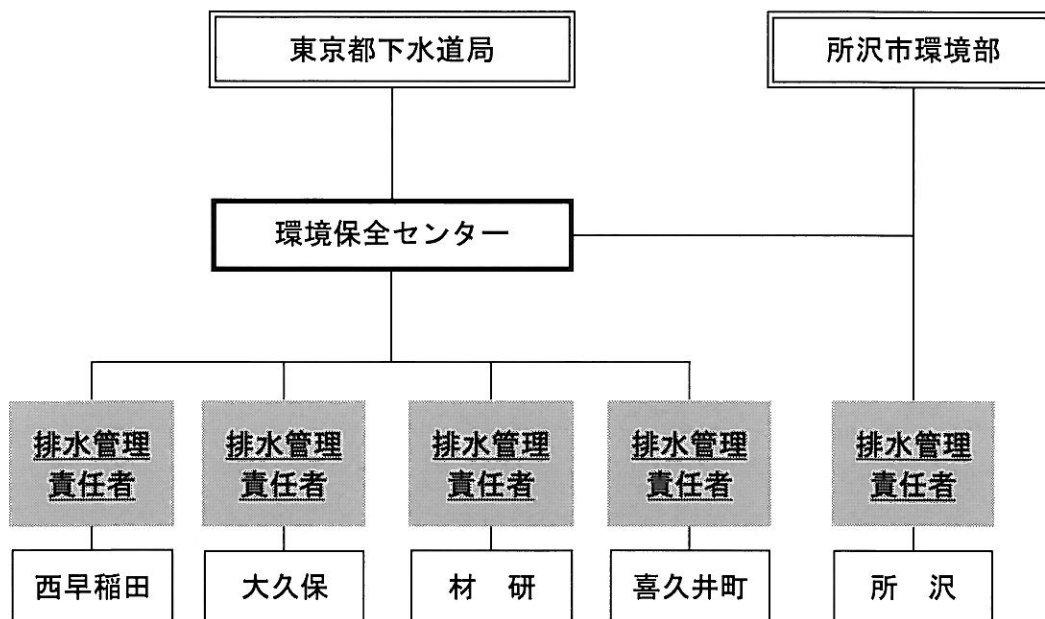 東京都下水道局
所沢市環境部
環境保全センター
排水管理
責任者
排水管理
責任者
排水管理
責任者
排水管理
責任者
排水管理
責任者
西早稲田
大久保
材　研
喜久井町
所　沢